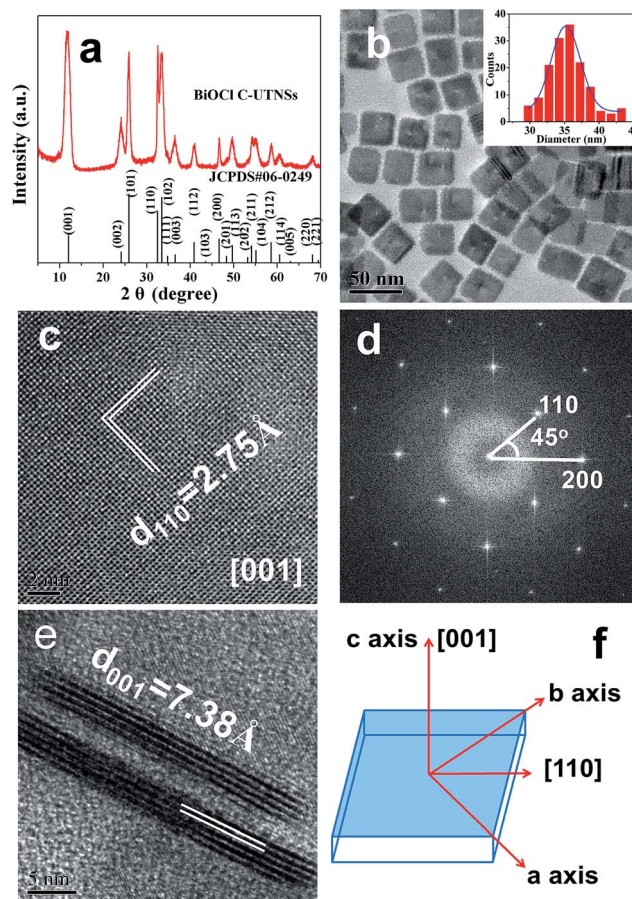 a
BiOCl C-UTNSs
JCPDS#06-0249
Intensity (a.u.)
(001)
(002)
(101)
(110)
(102)
(111)
(003)
(112)
(103)
(200)
(201)
(113)
(202)
(211)
(104)
(212)
(114)
(005)
(220)
(221)
10 20 30 40 50 60 70
2 θ (degree)
b
40
30
20
10
0
Counts
30 35 40 45
Diameter (nm)
50 nm
c
d110=2.75Å
[001]
2 nm
d
110
45°
200
e
d001=7.38Å
5 nm
f
c axis [001]
b axis
[110]
a axis